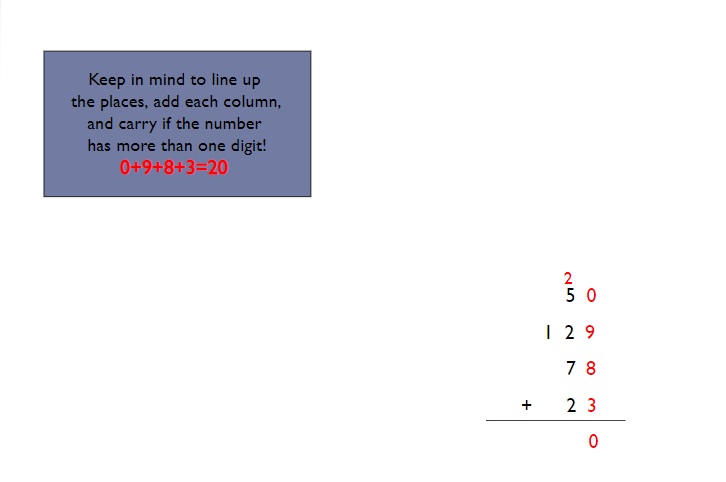 Keep in mind to line up
the places, add each column,
and carry if the number
has more than one digit!
0+9+8+3=20
2
5 0
1 2 9
7 8
+ 2 3
0